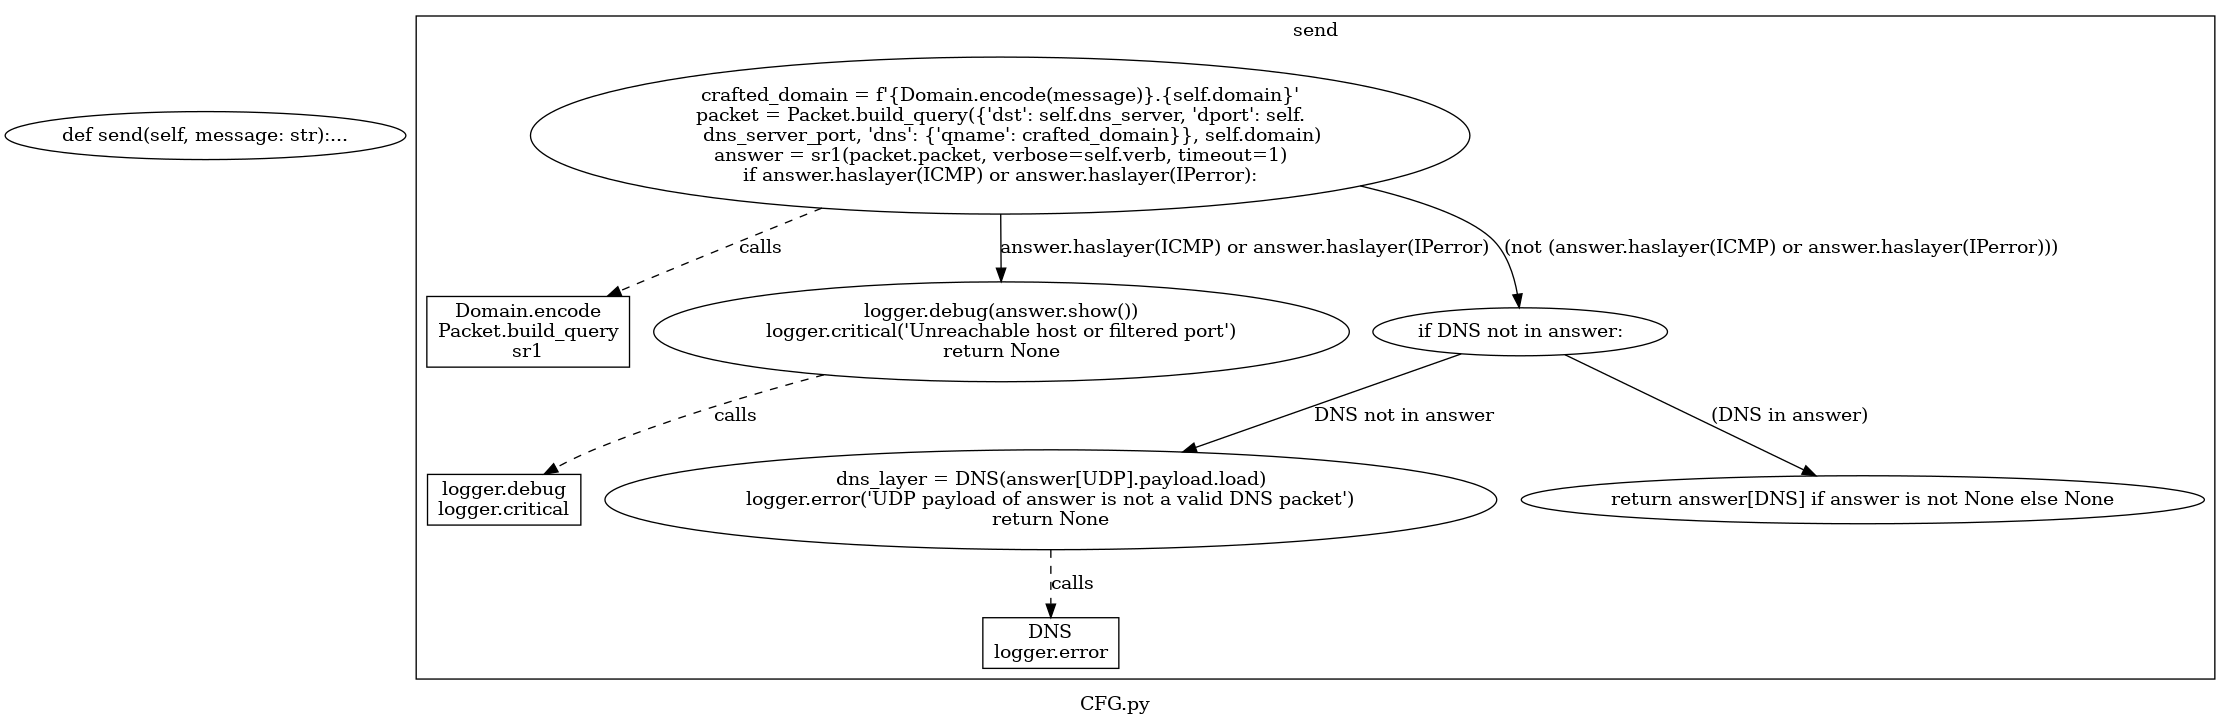 send
def send(self, message: str):...
crafted_domain = f'{Domain.encode(message)}.{self.domain}'
packet = Packet.build_query({'dst': self.dns_server, 'dport': self.
dns_server_port, 'dns': {'qname': crafted_domain}}, self.domain)
answer = sr1(packet.packet, verbose=self.verb, timeout=1)
if answer.haslayer(ICMP) or answer.haslayer(IPerror):
calls
answer.haslayer(ICMP) or answer.haslayer(IPerror)
(not (answer.haslayer(ICMP) or answer.haslayer(IPerror)))
Domain.encode
Packet.build_query
sr1
logger.debug(answer.show())
logger.critical('Unreachable host or filtered port')
return None
if DNS not in answer:
calls
DNS not in answer
(DNS in answer)
logger.debug
logger.critical
dns_layer = DNS(answer[UDP].payload.load)
logger.error('UDP payload of answer is not a valid DNS packet')
return None
return answer[DNS] if answer is not None else None
calls
DNS
logger.error
CFG.py